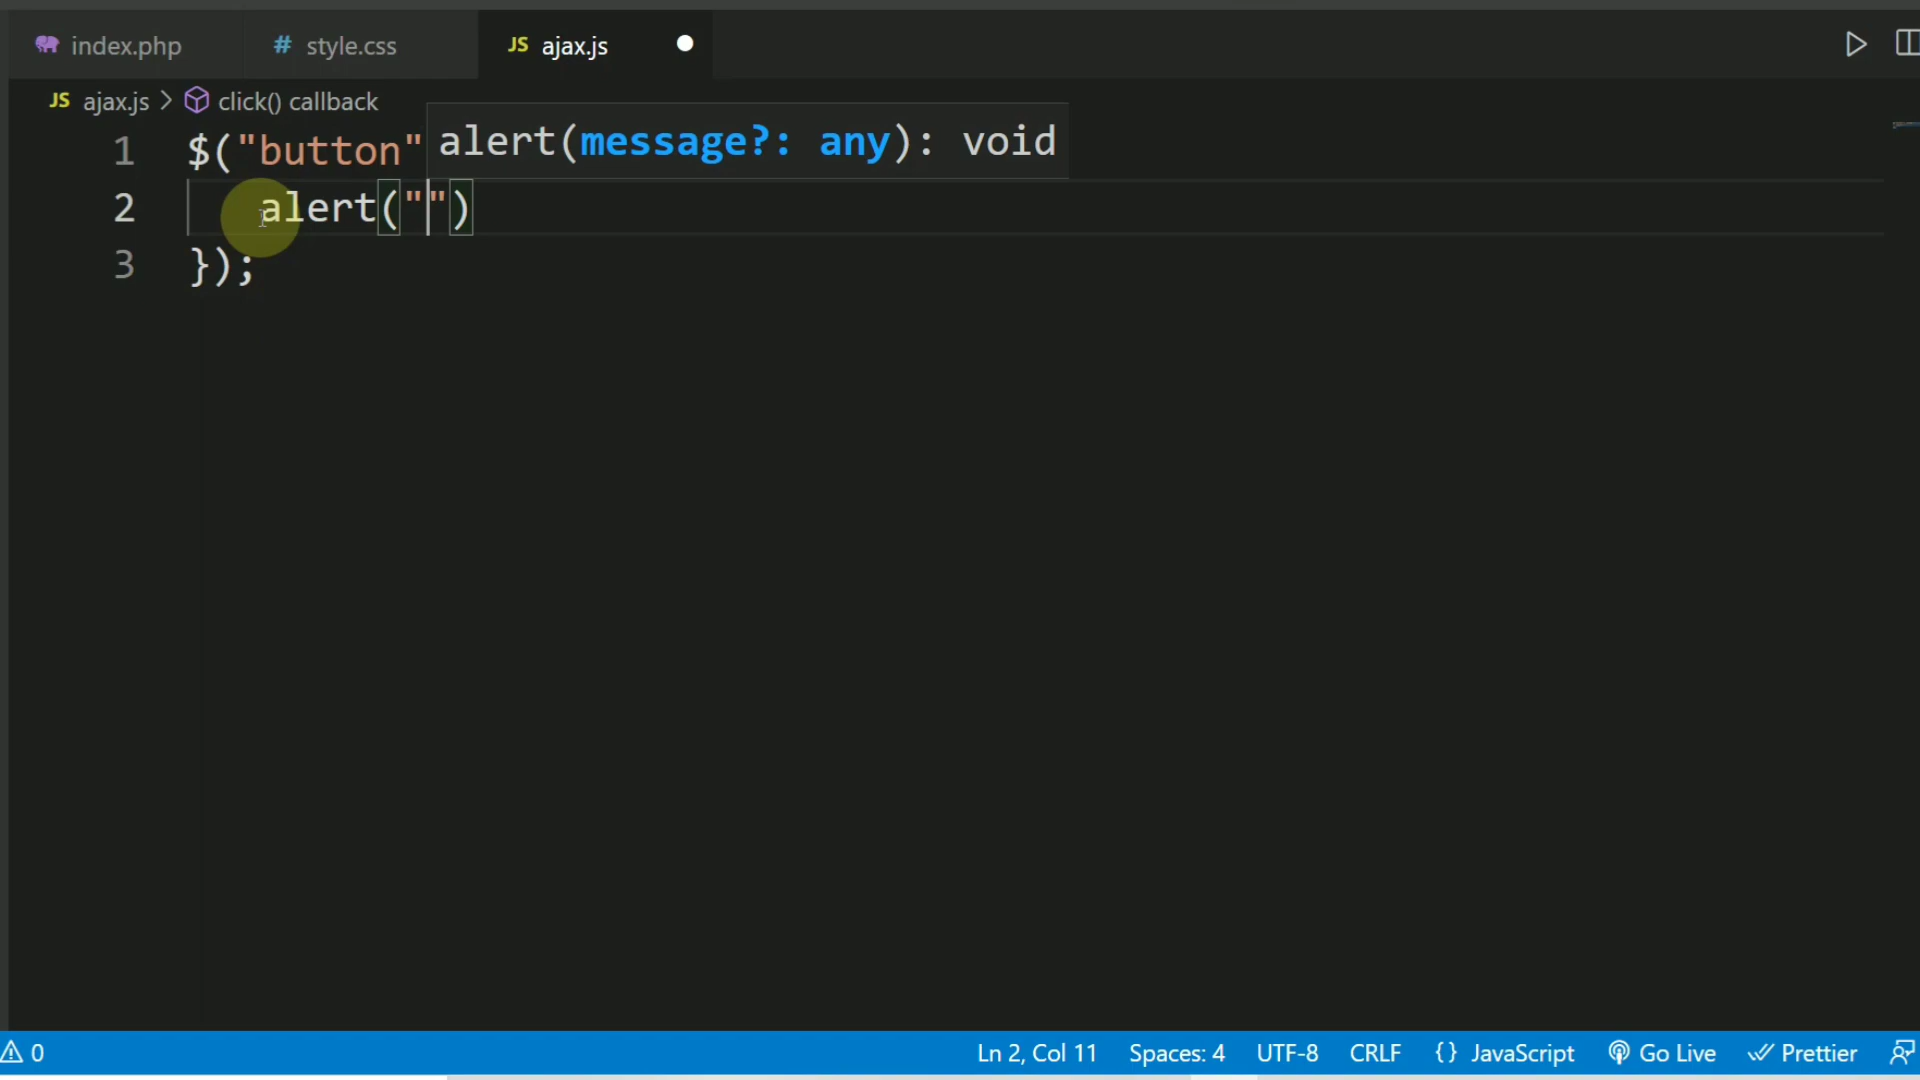 index.php
# style.css
JS ajax.js
JS ajax.js > click() callback
1 $("button"
alert(message?: any): void
2 alert("")
3 });
0
Ln 2, Col 11
Spaces: 4
UTF-8
CRLF
{} JavaScript
Go Live
Prettier